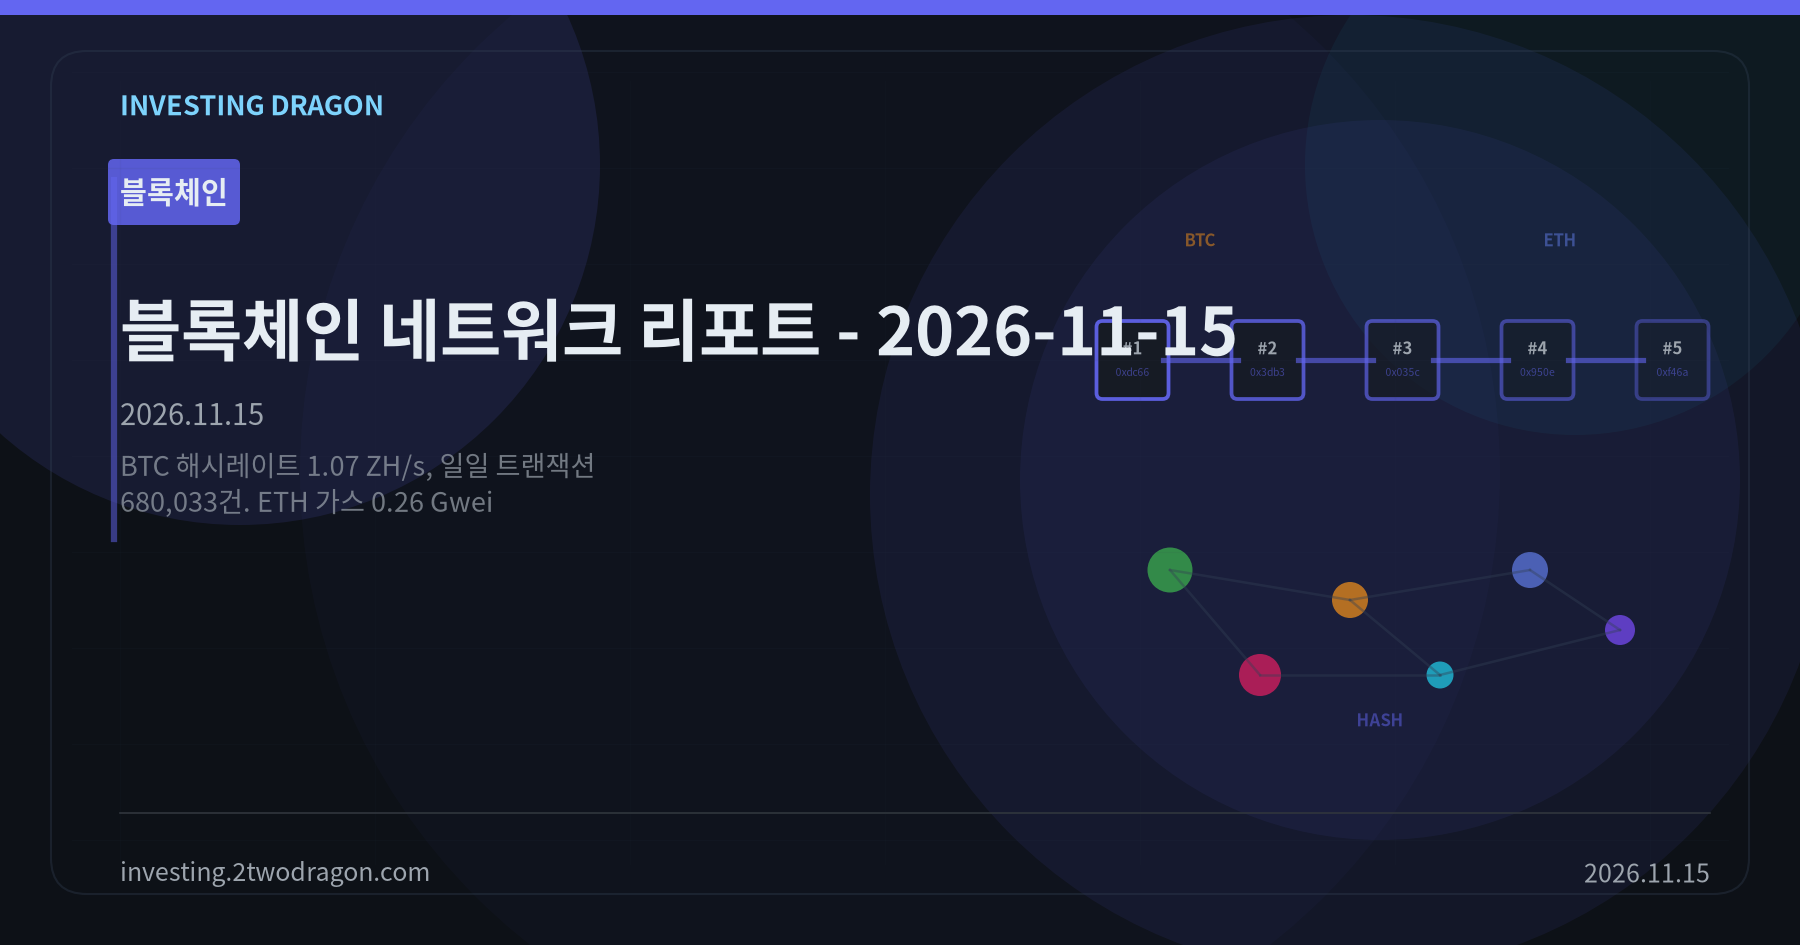 INVESTING DRAGON
블록체인
블록체인 네트워크 리포트 - 2026-11-15
2026.11.15
BTC 해시레이트 1.07 ZH/s, 일일 트랜잭션
680,033건. ETH 가스 0.26 Gwei
BTC
ETH
#1
#2
#3
#4
#5
0xdc66
0x3db3
0x035c
0x950e
0xf46a
HASH
investing.2twodragon.com
2026.11.15